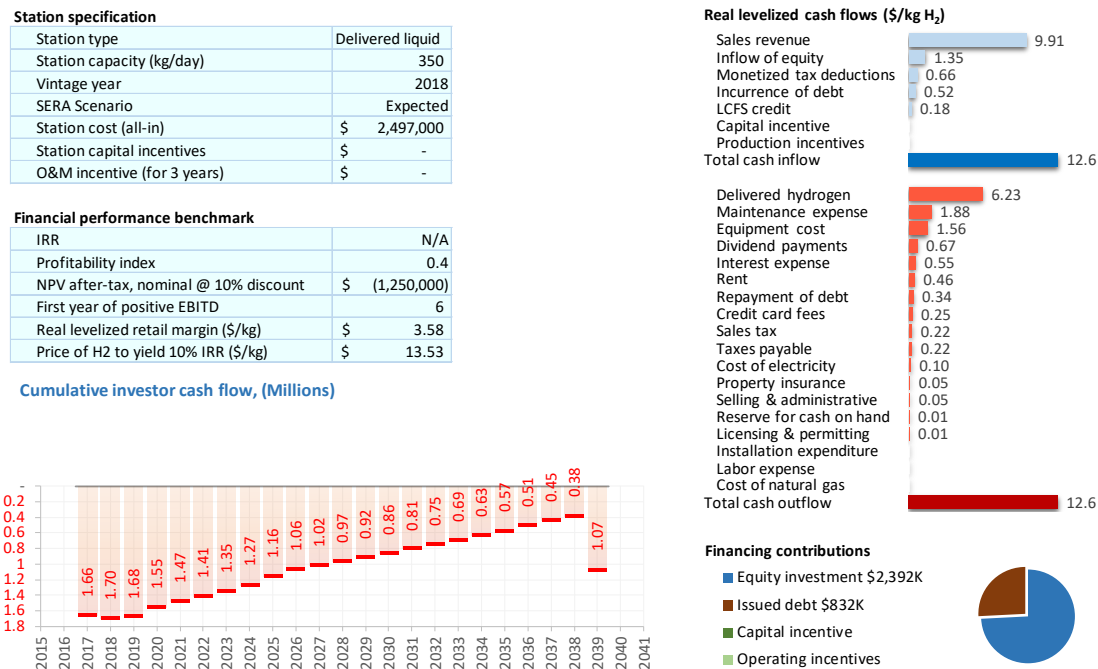 Station specification
Station type Delivered liquid
Station capacity (kg/day) 350
Vintage year 2018
SERA Scenario Expected
Station cost (all-in) $ 2,497,000
Station capital incentives $ -
O&M incentive (for 3 years) $ -
Financial performance benchmark
IRR N/A
Profitability index 0.4
NPV after-tax, nominal @ 10% discount $ (1,250,000)
First year of positive EBITD 6
Real levelized retail margin ($/kg) $ 3.58
Price of H2 to yield 10% IRR ($/kg) $ 13.53
Cumulative investor cash flow, (Millions)
-
0.2
0.4
0.6
0.8
1
1.2
1.4
1.6
1.8
1.66 1.70 1.68 1.55 1.47 1.41 1.35 1.27 1.16 1.06 1.02 0.97 0.92 0.86 0.81 0.75 0.69 0.63 0.57 0.51 0.45 0.38 1.07
2015 2016 2017 2018 2019 2020 2021 2022 2023 2024 2025 2026 2027 2028 2029 2030 2031 2032 2033 2034 2035 2036 2037 2038 2039 2040 2041
Real levelized cash flows ($/kg H₂)
Sales revenue 9.91
Inflow of equity 1.35
Monetized tax deductions 0.66
Incurrence of debt 0.52
LCFS credit 0.18
Capital incentive
Production incentives
Total cash inflow 12.6
Delivered hydrogen 6.23
Maintenance expense 1.88
Equipment cost 1.56
Dividend payments 0.67
Interest expense 0.55
Rent 0.46
Repayment of debt 0.34
Credit card fees 0.25
Sales tax 0.22
Taxes payable 0.22
Cost of electricity 0.10
Property insurance 0.05
Selling & administrative 0.05
Reserve for cash on hand 0.01
Licensing & permitting 0.01
Installation expenditure
Labor expense
Cost of natural gas
Total cash outflow 12.6
Financing contributions
Equity investment $2,392K
Issued debt $832K
Capital incentive
Operating incentives